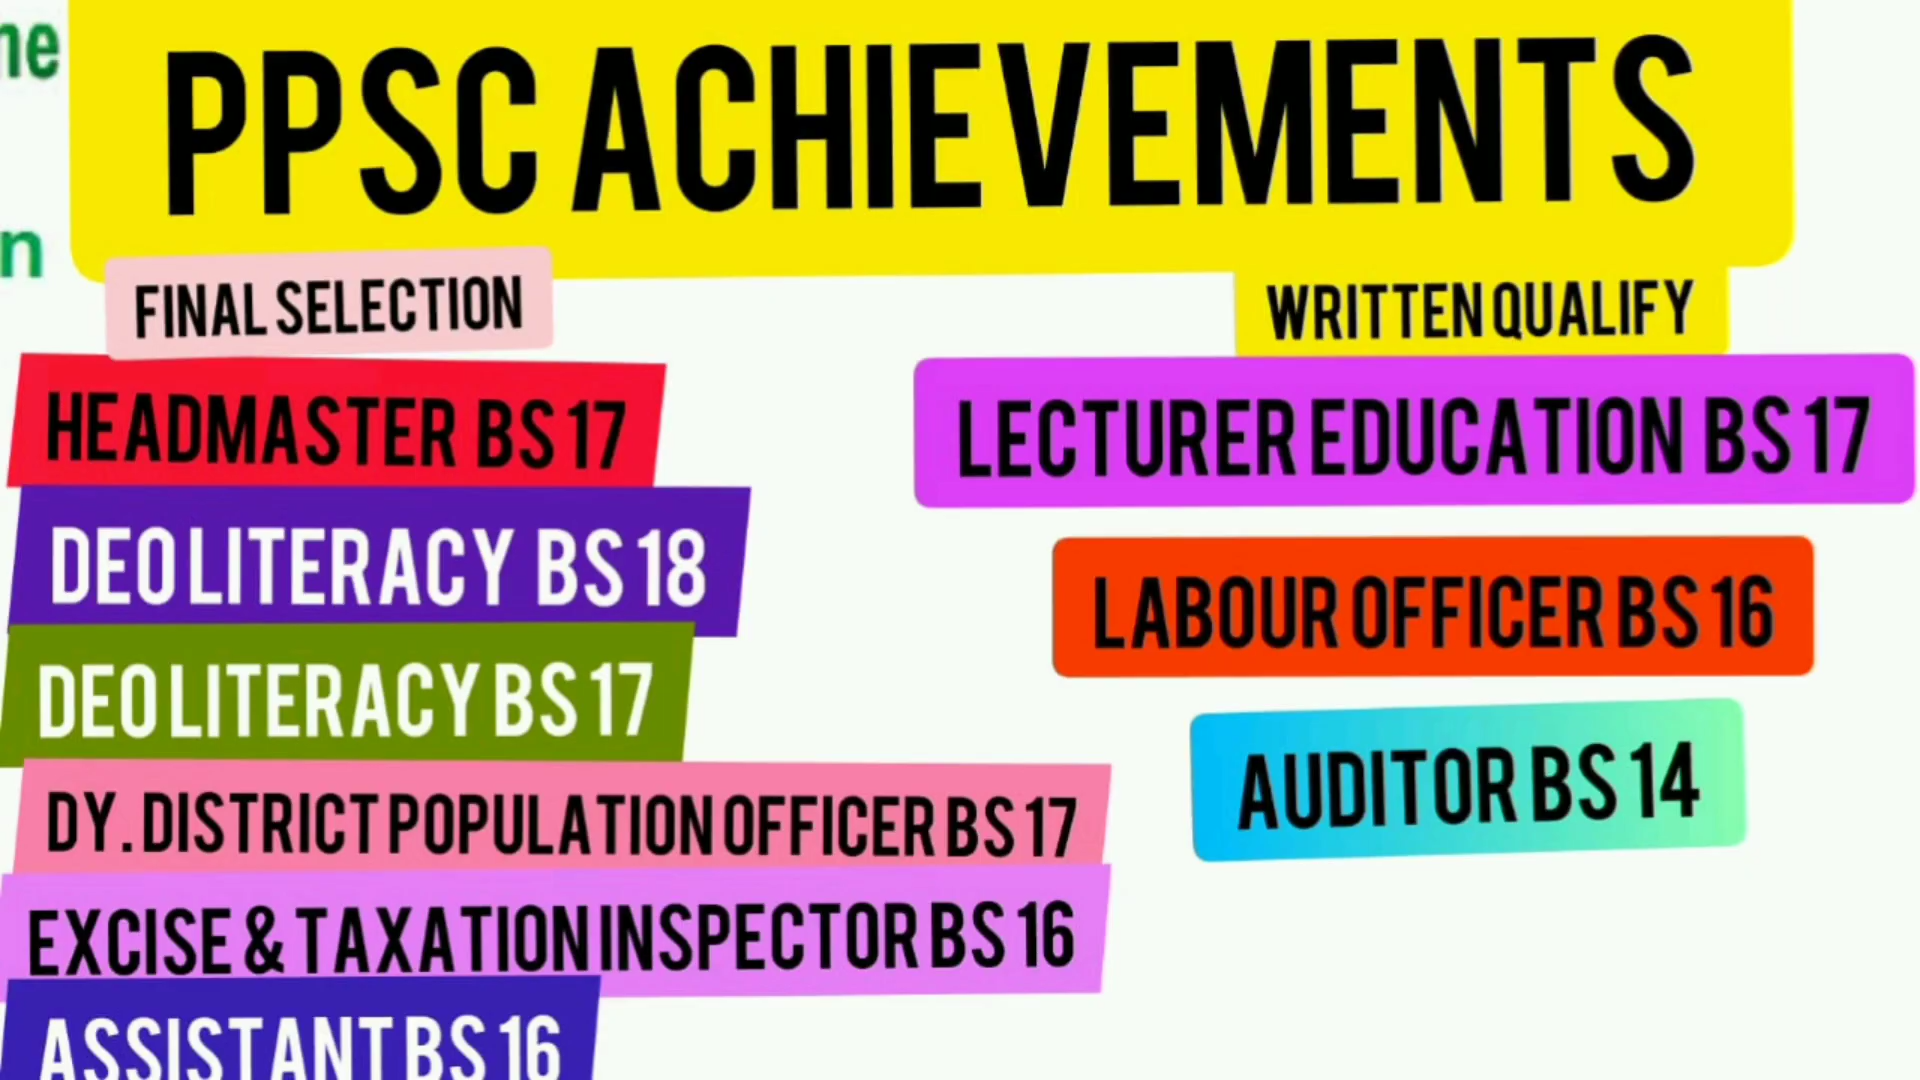 PPSC ACHIEVEMENTS
FINAL SELECTION
HEADMASTER BS 17
DEO LITERACY BS 18
DEO LITERACY BS 17
DY. DISTRICT POPULATION OFFICER BS 17
EXCISE & TAXATION INSPECTOR BS 16
ASSISTANT BS 16
WRITTEN QUALIFY
LECTURER EDUCATION BS 17
LABOUR OFFICER BS 16
AUDITOR BS 14